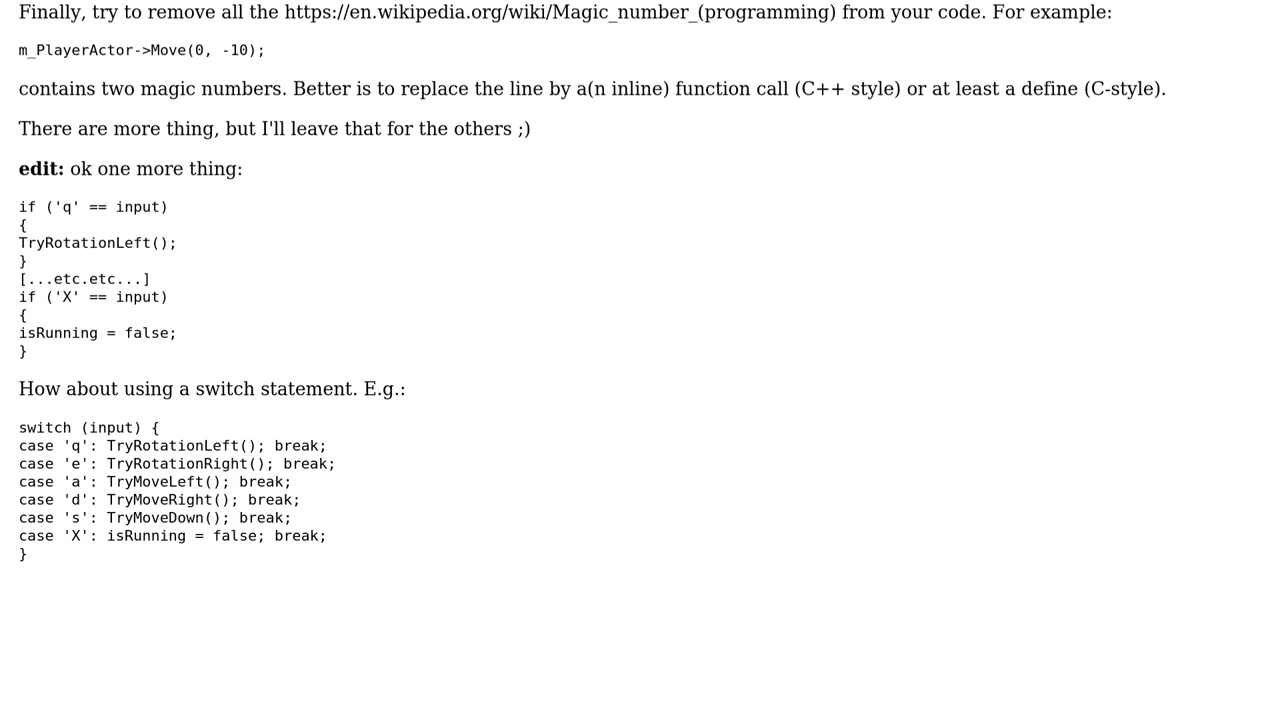 Finally, try to remove all the https://en.wikipedia.org/wiki/Magic_number_(programming) from your code. For example:
m_PlayerActor->Move(0, -10);
contains two magic numbers. Better is to replace the line by a(n inline) function call (C++ style) or at least a define (C-style).
There are more thing, but I'll leave that for the others ;)
edit: ok one more thing:
if ('q' == input)
{
TryRotationLeft();
}
[...etc.etc...]
if ('X' == input)
{
isRunning = false;
}
How about using a switch statement. E.g.:
switch (input) {
case 'q': TryRotationLeft(); break;
case 'e': TryRotationRight(); break;
case 'a': TryMoveLeft(); break;
case 'd': TryMoveRight(); break;
case 's': TryMoveDown(); break;
case 'X': isRunning = false; break;
}